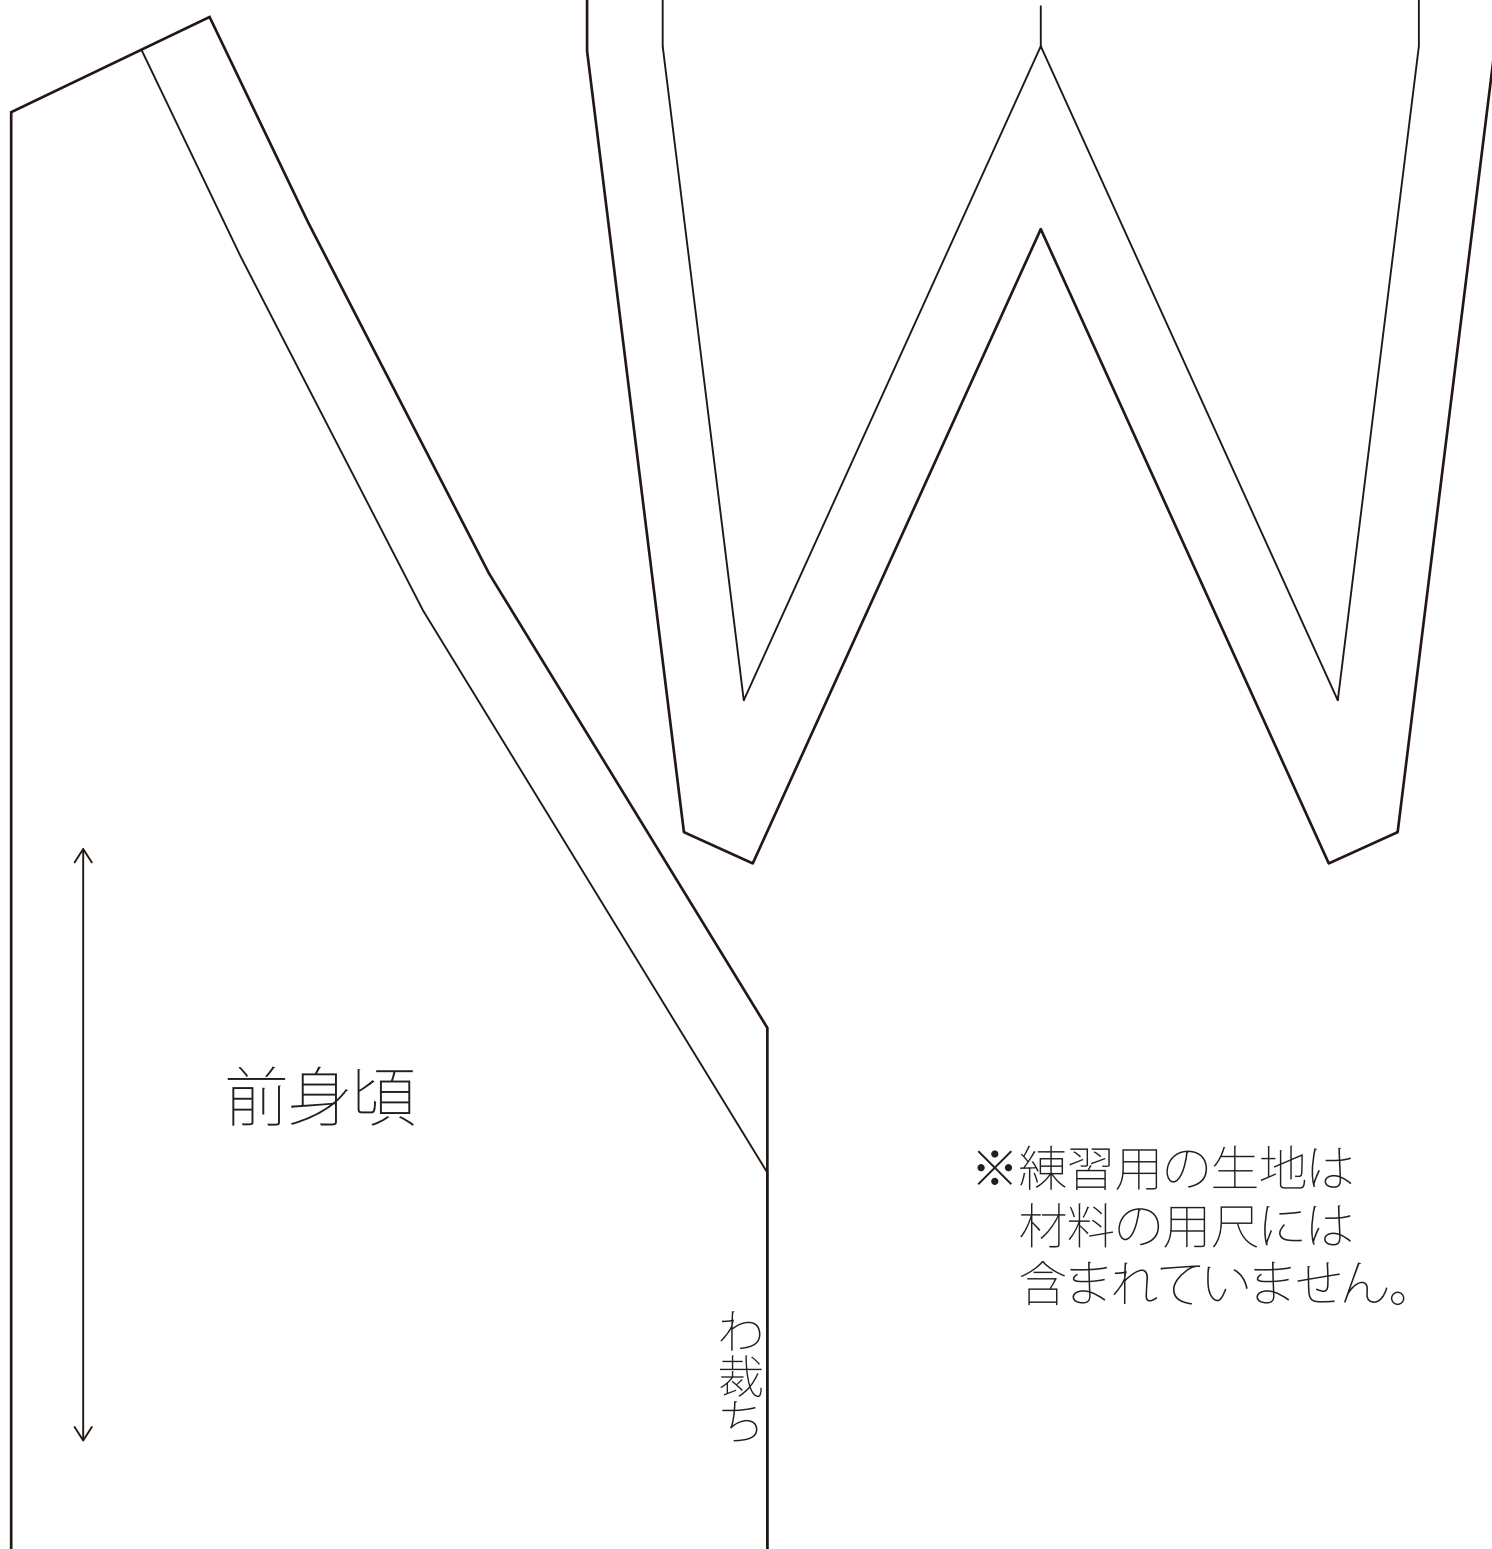 前身頃
わ裁ち
※練習用の生地は
材料の用尺には
含まれていません。